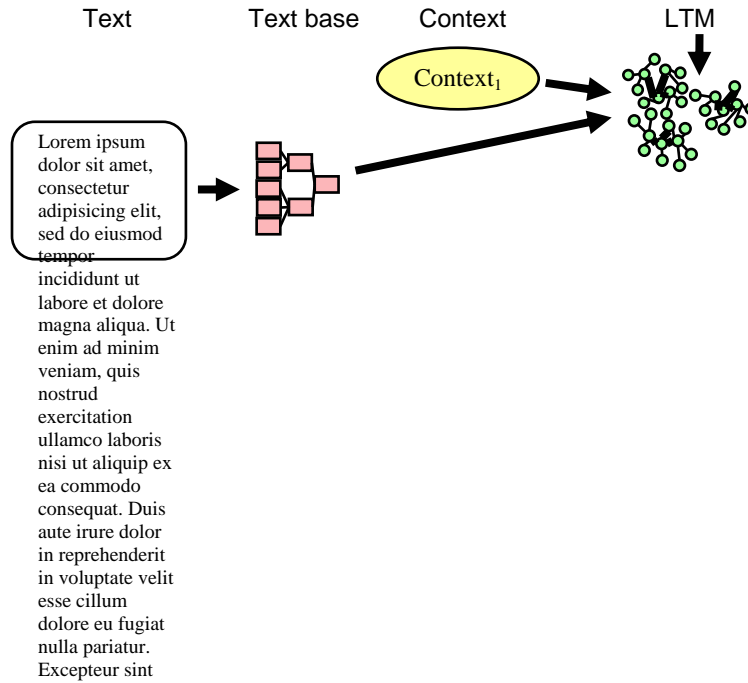 Text Text base Context LTM
Context₁
Lorem ipsum
dolor sit amet,
consectetur
adipisicing elit,
sed do eiusmod
tempor
incididunt ut
labore et dolore
magna aliqua. Ut
enim ad minim
veniam, quis
nostrud
exercitation
ullamco laboris
nisi ut aliquip ex
ea commodo
consequat. Duis
aute irure dolor
in reprehenderit
in voluptate velit
esse cillum
dolore eu fugiat
nulla pariatur.
Excepteur sint